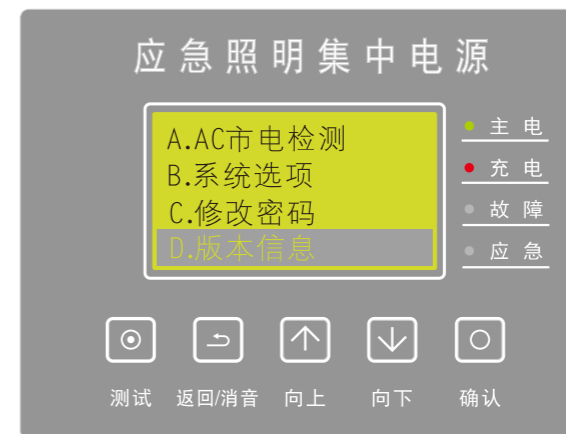 应急照明集中电源
A.AC市电检测
B.系统选项
C.修改密码
D.版本信息
主电
充电
故障
应急
测试 返回/消音 向上 向下 确认